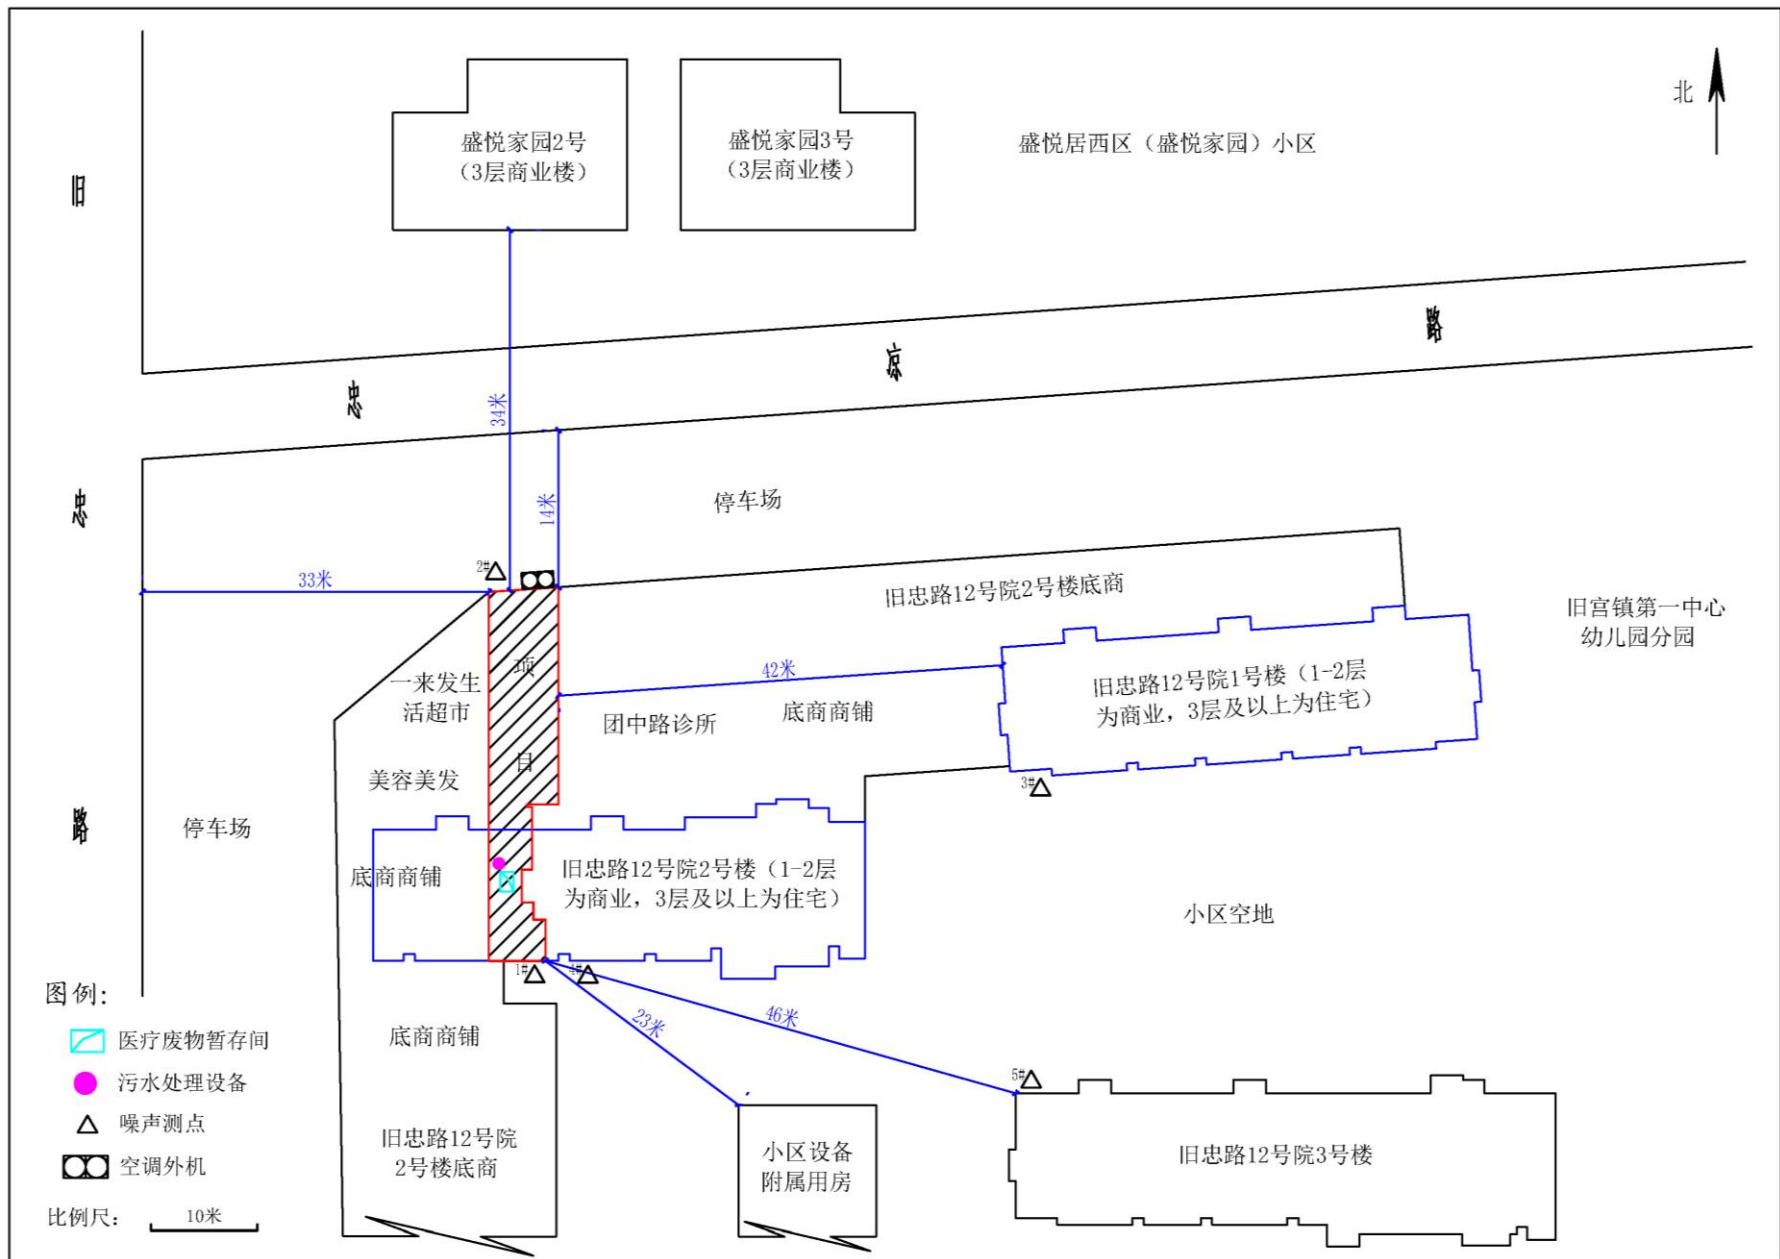 盛悦家园2号
（3层商业楼）
盛悦家园3号
（3层商业楼）
盛悦居西区（盛悦家园）小区
北
旧
忠
路
忠
凉
路
34米
14米
停车场
33米
2#
旧忠路12号院2号楼底商
旧宫镇第一中心
幼儿园分园
一来发生
活超市
项
目
42米
团中路诊所
底商商铺
旧忠路12号院1号楼（1-2层
为商业，3层及以上为住宅）
3#
美容美发
停车场
底商商铺
旧忠路12号院2号楼（1-2层
为商业，3层及以上为住宅）
小区空地
1#
4#
23米
46米
5#
底商商铺
旧忠路12号院
2号楼底商
小区设备
附属用房
旧忠路12号院3号楼
图例：
医疗废物暂存间
污水处理设备
噪声测点
空调外机
比例尺：
10米